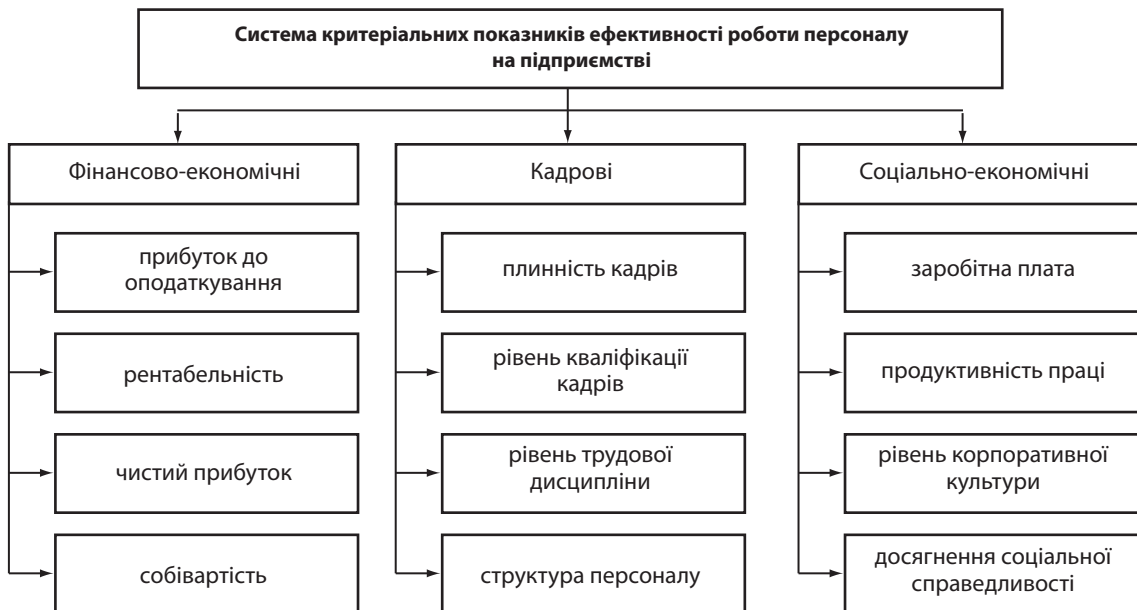 Система критеріальних показників ефективності роботи персоналу
на підприємстві
Фінансово-економічні
Кадрові
Соціально-економічні
прибуток до
оподаткування
плинність кадрів
заробітна плата
рентабельність
рівень кваліфікації
кадрів
продуктивність праці
чистий прибуток
рівень трудової
дисципліни
рівень корпоративної
культури
собівартість
структура персоналу
досягнення соціальної
справедливості